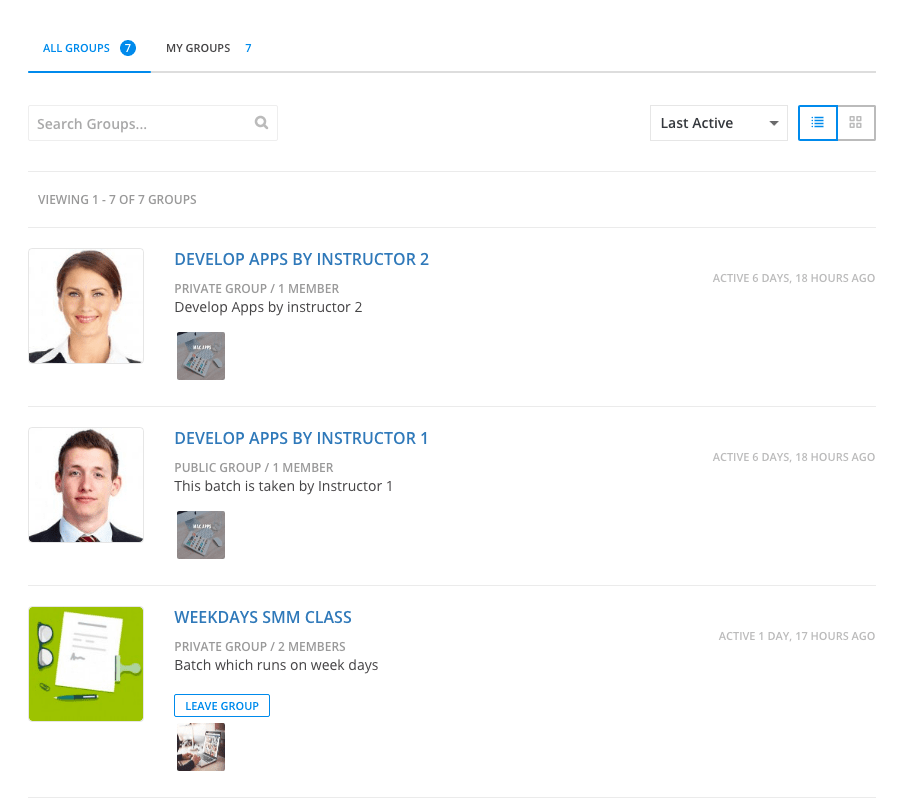 ALL GROUPS 7 MY GROUPS 7
Search Groups...
Last Active
VIEWING 1 - 7 OF 7 GROUPS
DEVELOP APPS BY INSTRUCTOR 2
ACTIVE 6 DAYS, 18 HOURS AGO
PRIVATE GROUP / 1 MEMBER
Develop Apps by instructor 2
MAC APPS
DEVELOP APPS BY INSTRUCTOR 1
ACTIVE 6 DAYS, 18 HOURS AGO
PUBLIC GROUP / 1 MEMBER
This batch is taken by Instructor 1
MAC APPS
WEEKDAYS SMM CLASS
ACTIVE 1 DAY, 17 HOURS AGO
PRIVATE GROUP / 2 MEMBERS
Batch which runs on week days
LEAVE GROUP